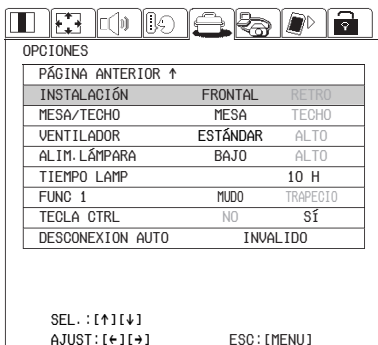 OPCIONES
PÁGINA ANTERIOR ↑
INSTALACIÓN FRONTAL RETRO
MESA/TECHO MESA TECHO
VENTILADOR ESTÁNDAR ALTO
ALIM.LÁMPARA BAJO ALTO
TIEMPO LAMP 10 H
FUNC 1 MUDO TRAPECIO
TECLA CTRL NO SÍ
DESCONEXION AUTO INVALIDO
SEL.:[↑][↓]
AJUST:[←][→] ESC:[MENU]